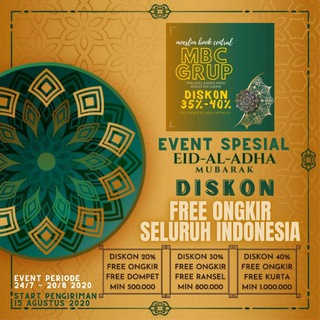 moeslim book central
MBC
GRUP
DISKON
35%-40%
EVENT SPESIAL
EID-AL-ADHA
MUBARAK
DISKON
FREE ONGKIR
SELURUH INDONESIA
DISKON 20%
FREE ONGKIR
FREE DOMPET
MIN 500.000
DISKON 30%
FREE ONGKIR
FREE RANSEL
MIN 800.000
DISKON 40%
FREE ONGKIR
FREE KURTA
MIN 1.000.000
EVENT PERIODE
24/7 - 20/8 2020
START PENGIRIMAN
15 AGUSTUS 2020